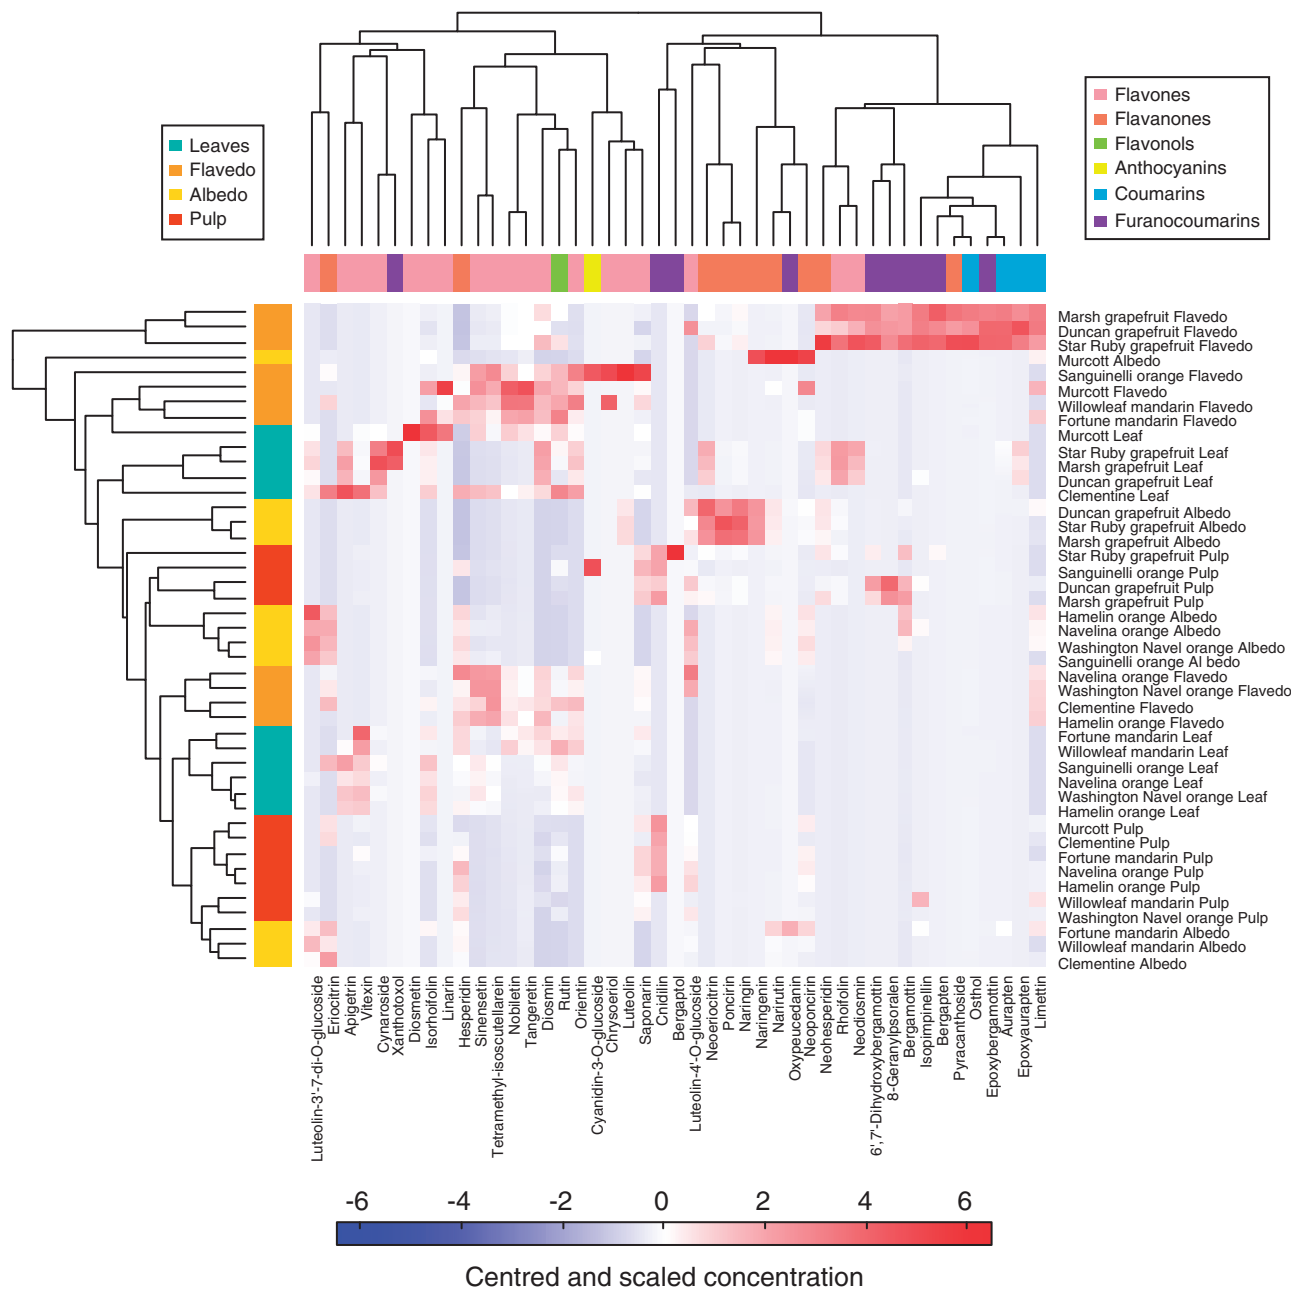 Leaves
Flavedo
Albedo
Pulp
Flavones
Flavanones
Flavonols
Anthocyanins
Coumarins
Furanocoumarins
Marsh grapefruit Flavedo
Duncan grapefruit Flavedo
Star Ruby grapefruit Flavedo
Murcott Albedo
Sanguinelli orange Flavedo
Murcott Flavedo
Willowleaf mandarin Flavedo
Fortune mandarin Flavedo
Murcott Leaf
Star Ruby grapefruit Leaf
Marsh grapefruit Leaf
Duncan grapefruit Leaf
Clementine Leaf
Duncan grapefruit Albedo
Star Ruby grapefruit Albedo
Marsh grapefruit Albedo
Star Ruby grapefruit Pulp
Sanguinelli orange Pulp
Duncan grapefruit Pulp
Marsh grapefruit Pulp
Hamelin orange Albedo
Navelina orange Albedo
Washington Navel orange Albedo
Sanguinelli orange Al bedo
Navelina orange Flavedo
Washington Navel orange Flavedo
Clementine Flavedo
Hamelin orange Flavedo
Fortune mandarin Leaf
Willowleaf mandarin Leaf
Sanguinelli orange Leaf
Navelina orange Leaf
Washington Navel orange Leaf
Hamelin orange Leaf
Murcott Pulp
Clementine Pulp
Fortune mandarin Pulp
Navelina orange Pulp
Hamelin orange Pulp
Willowleaf mandarin Pulp
Washington Navel orange Pulp
Fortune mandarin Albedo
Willowleaf mandarin Albedo
Clementine Albedo
Luteolin-3'-7-di-O-glucoside
Eriocitrin
Apigetrin
Vitexin
Cynaroside
Xanthotoxol
Diosmetin
Isorhoifolin
Linarin
Hesperidin
Sinensetin
Tetramethyl-isoscutellarein
Nobiletin
Tangeretin
Diosmin
Rutin
Orientin
Cyanidin-3-O-glucoside
Chrysoeriol
Luteolin
Saponarin
Cnidilin
Bergaptol
Luteolin-4'-O-glucoside
Neoeriocitrin
Poncirin
Naringin
Naringenin
Narirutin
Oxypeucedanin
Neoponcirin
Neohesperidin
Rhoifolin
Neodiosmin
6',7'-Dihydroxybergamottin
8-Geranylpsoralen
Bergamottin
Isopimpinellin
Bergapten
Pyracanthoside
Osthol
Epoxybergamottin
Aurapten
Epoxyaurapten
Limettin
-6 -4 -2 0 2 4 6
Centred and scaled concentration